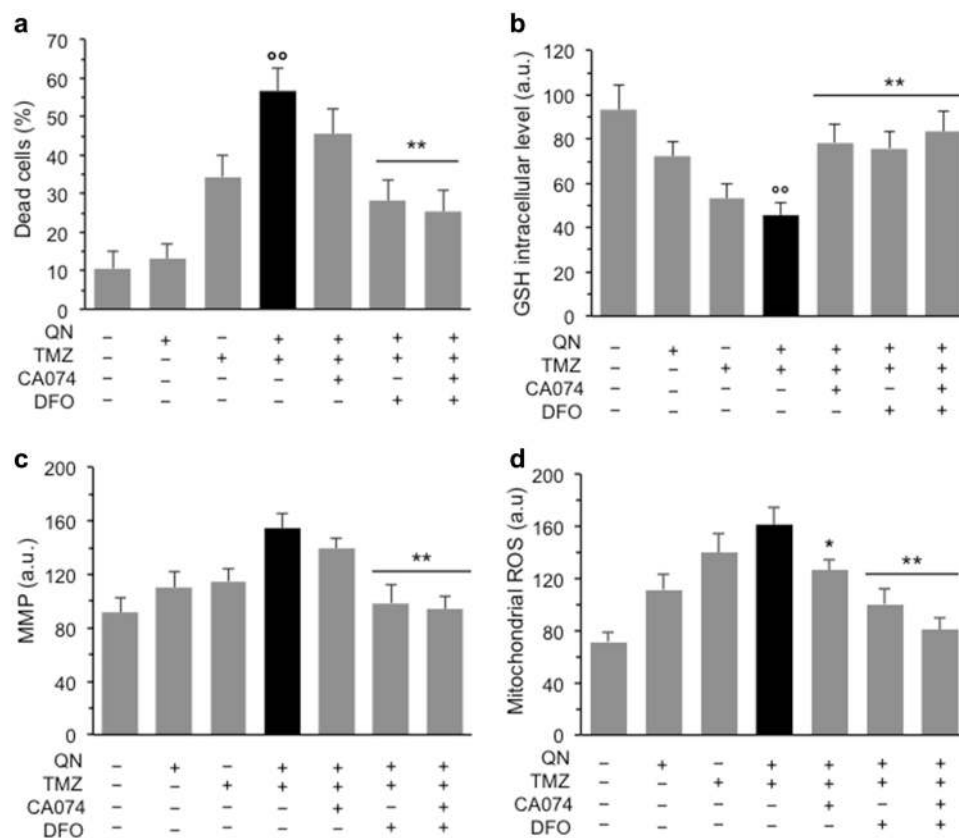 a
Dead cells (%)
70
60
50
40
30
20
10
0
°°
**
QN – + – + + + +
TMZ – – + + + + +
CA074 – – – – + – +
DFO – – – – – + +
b
GSH intracellular level (a.u.)
120
100
80
60
40
20
0
°°
**
QN – + – + + + +
TMZ – – + + + + +
CA074 – – – – + – +
DFO – – – – – + +
c
MMP (a.u.)
200
160
120
80
40
0
**
QN – + – + + + +
TMZ – – + + + + +
CA074 – – – – + – +
DFO – – – – – + +
d
Mitochondrial ROS (a.u)
200
160
120
80
40
0
*
**
QN – + – + + + +
TMZ – – + + + + +
CA074 – – – – + – +
DFO – – – – – + +